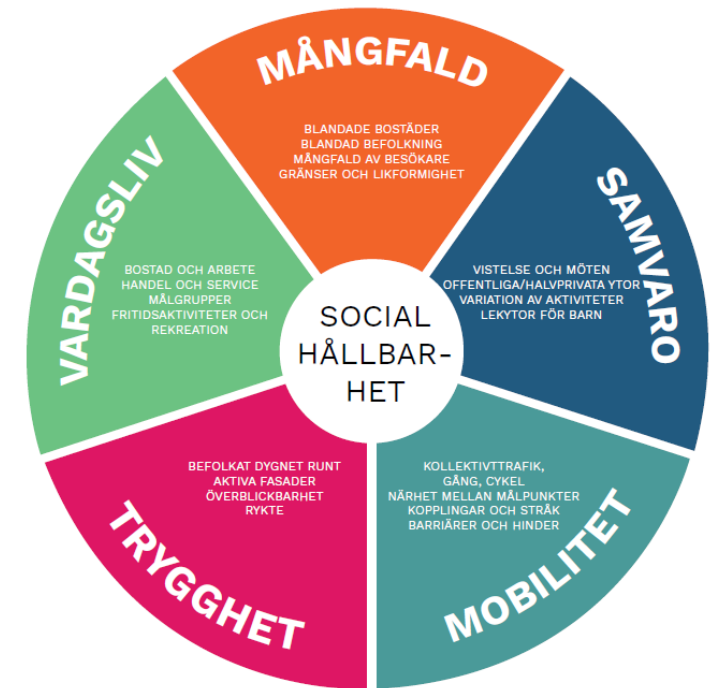 MÅNGFALD
BLANDADE BOSTÄDER
BLANDAD BEFOLKNING
MÅNGFALD AV BESÖKARE
GRÄNSER OCH LIKFORMIGHET
SAMVARO
VISTELSE OCH MÖTEN
OFFENTLIGA/HALVPRIVATA YTOR
VARIATION AV AKTIVITETER
LEKYTOR FÖR BARN
MOBILITET
KOLLEKTIVTTRAFIK,
GÅNG, CYKEL
NÄRHET MELLAN MÅLPUNKTER
KOPPLINGAR OCH STRÅK
BARRIÄRER OCH HINDER
TRYGGHET
BEFOLKAT DYGNET RUNT
AKTIVA FASADER
ÖVERBLICKBARHET
RYKTE
VARDAGSLIV
BOSTAD OCH ARBETE
HANDEL OCH SERVICE
MÅLGRUPPER
FRITIDSAKTIVITETER OCH
REKREATION
SOCIAL
HÅLLBAR-
HET